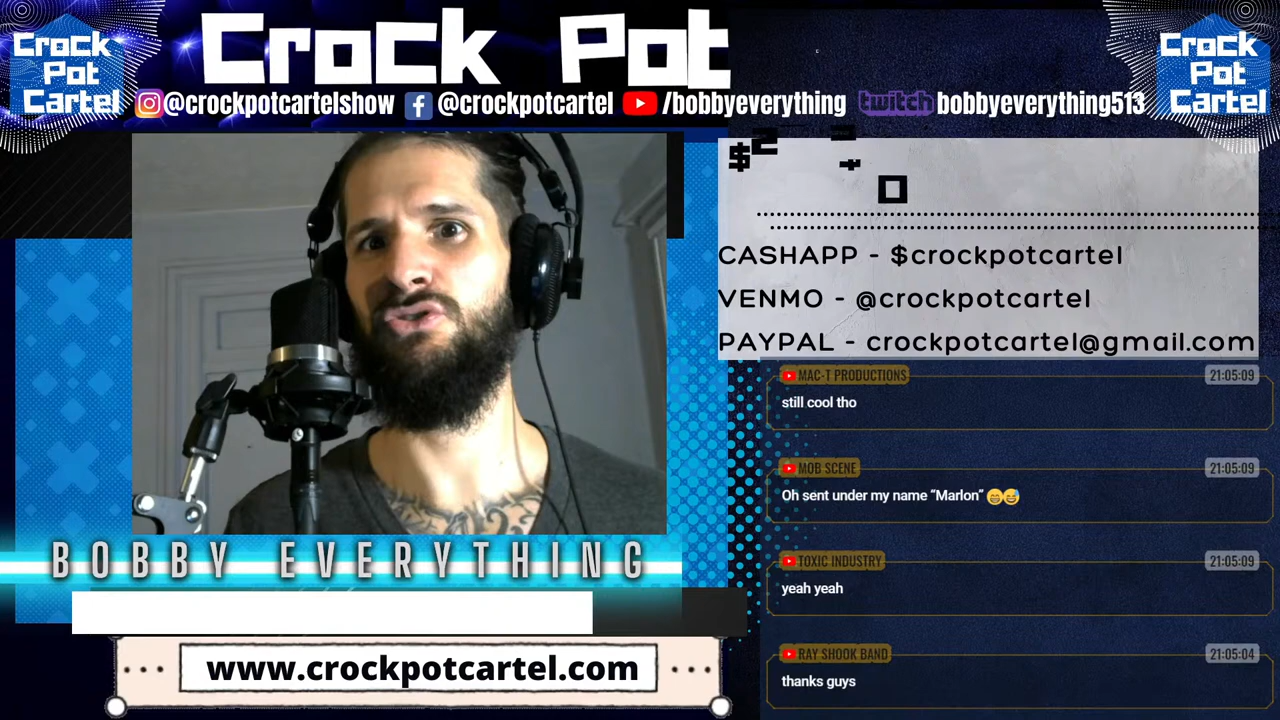 Crock
Pot
Cartel
Crock Pot
@crockpotcartelshow @crockpotcartel /bobbyeverything twitch bobbyeverything513
Crock
Pot
Cartel
CASHAPP - $crockpotcartel
VENMO - @crockpotcartel
PAYPAL - crockpotcartel@gmail.com
MAC-T PRODUCTIONS 21:05:09
still cool tho
MOB SCENE 21:05:09
Oh sent under my name “Marlon” 😁😅
TOXIC INDUSTRY 21:05:09
yeah yeah
RAY SHOOK BAND 21:05:04
thanks guys
BOBBY EVERYTHING
www.crockpotcartel.com